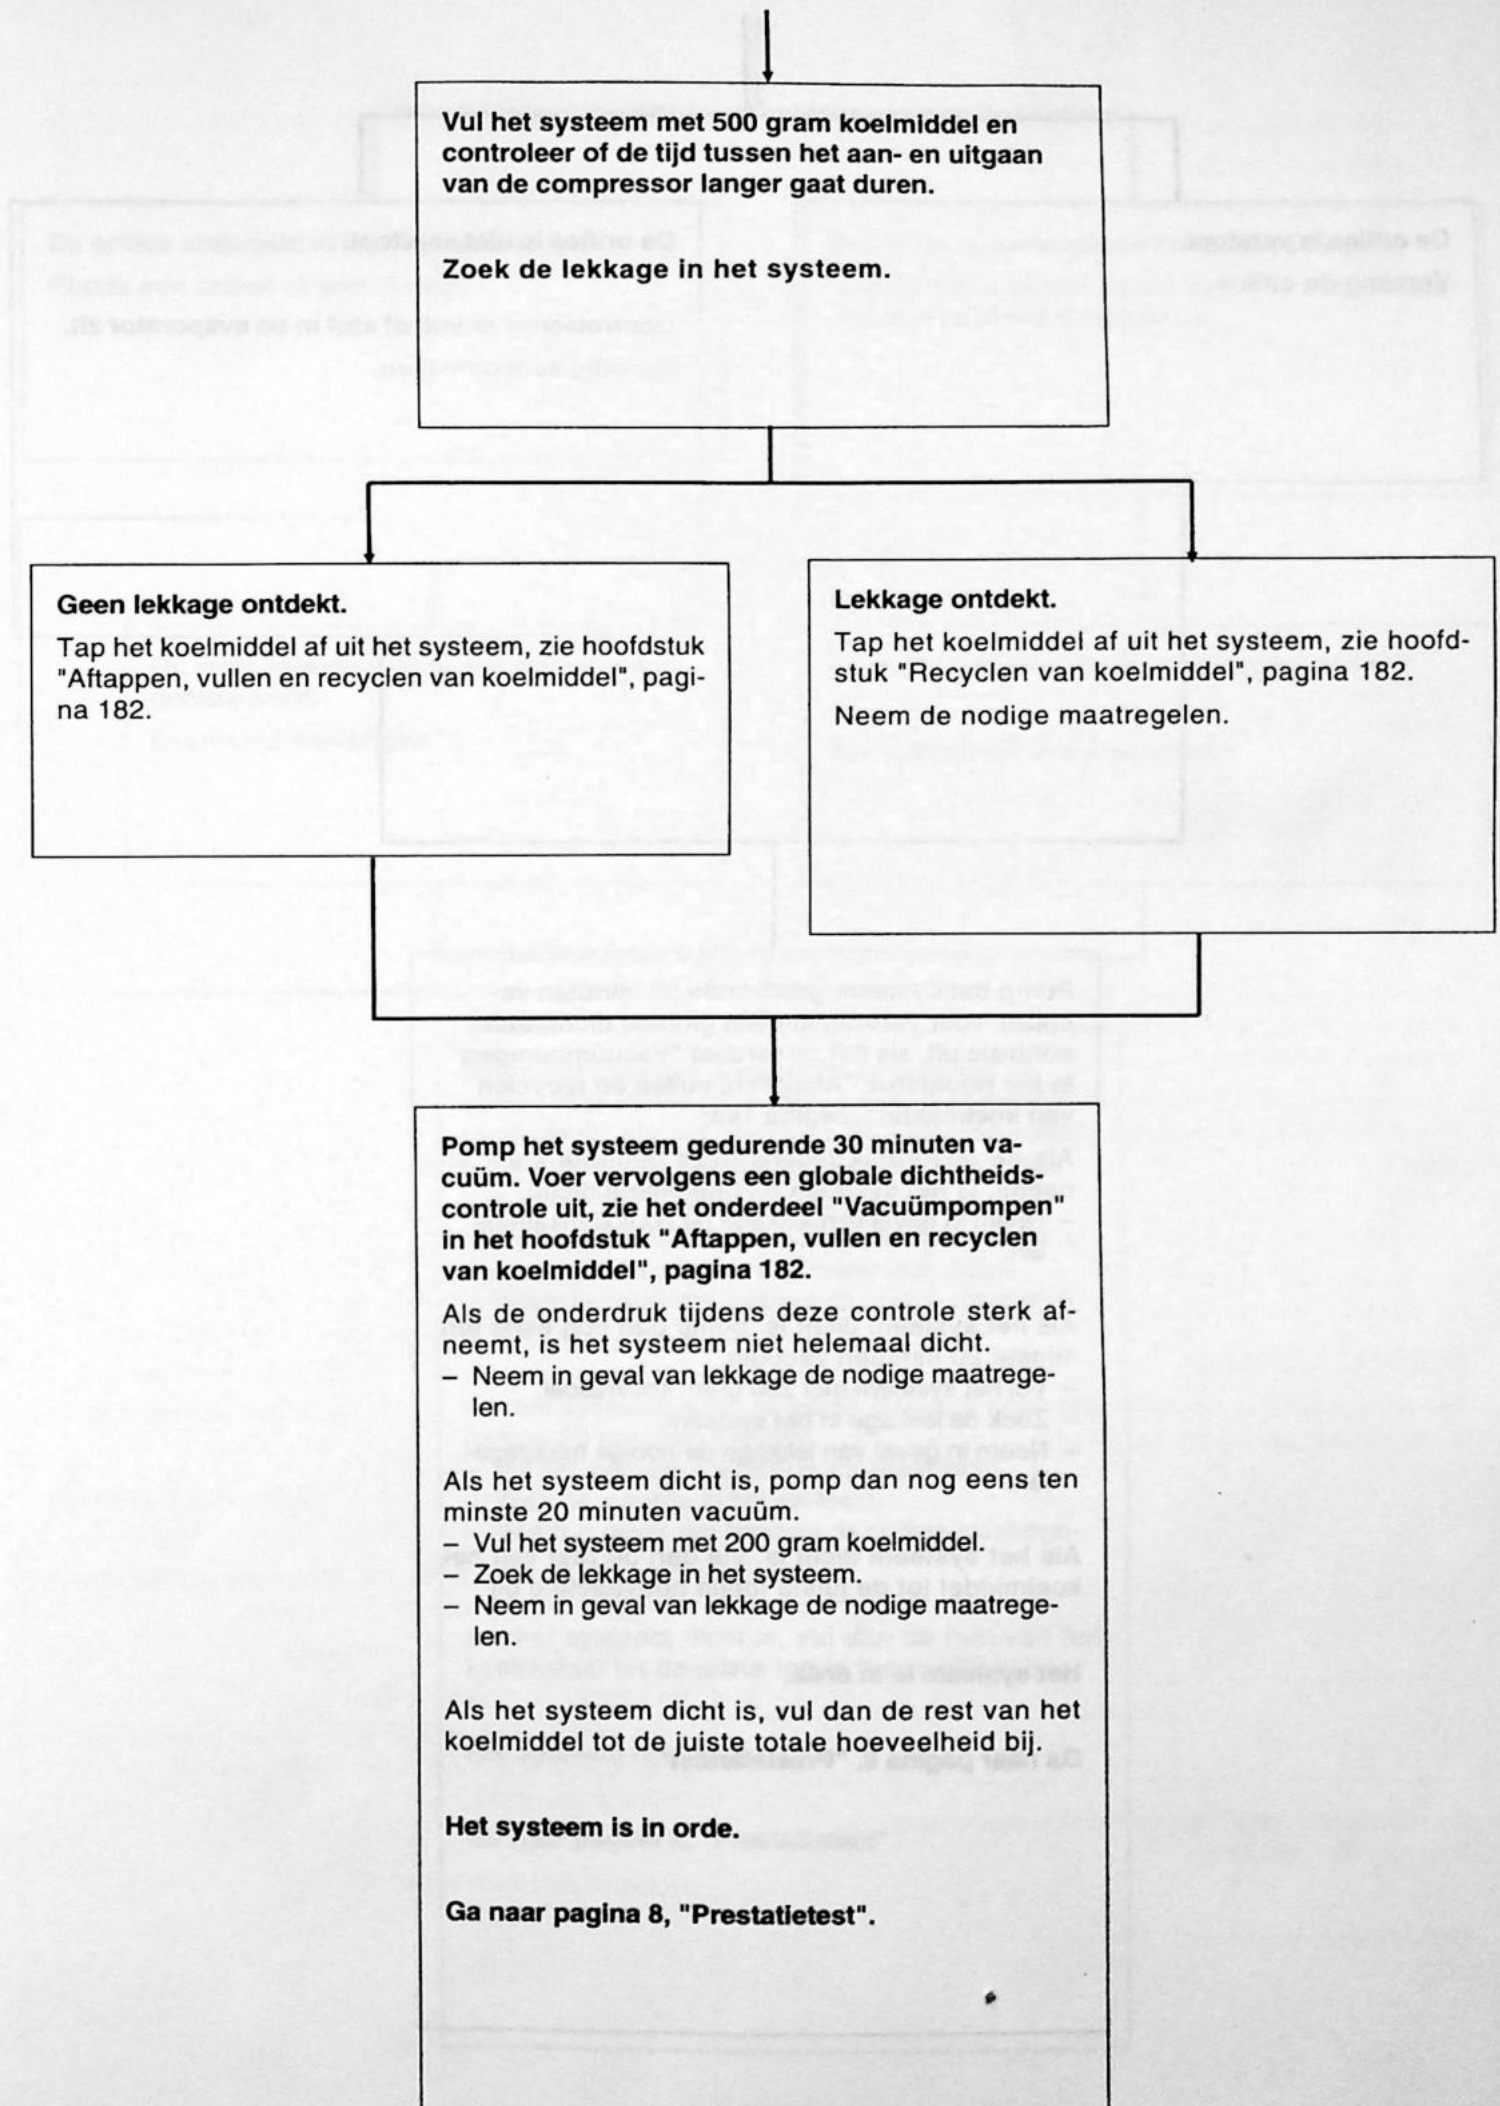 Vul het systeem met 500 gram koelmiddel en
controleer of de tijd tussen het aan- en uitgaan
van de compressor langer gaat duren.
Zoek de lekkage in het systeem.
Geen lekkage ontdekt.
Tap het koelmiddel af uit het systeem, zie hoofdstuk
"Aftappen, vullen en recyclen van koelmiddel", pagi-
na 182.
Lekkage ontdekt.
Tap het koelmiddel af uit het systeem, zie hoofd-
stuk "Recyclen van koelmiddel", pagina 182.
Neem de nodige maatregelen.
Pomp het systeem gedurende 30 minuten va-
cuüm. Voer vervolgens een globale dichtheids-
controle uit, zie het onderdeel "Vacuümpompen"
in het hoofdstuk "Aftappen, vullen en recyclen
van koelmiddel", pagina 182.
Als de onderdruk tijdens deze controle sterk af-
neemt, is het systeem niet helemaal dicht.
– Neem in geval van lekkage de nodige maatrege-
len.
Als het systeem dicht is, pomp dan nog eens ten
minste 20 minuten vacuüm.
– Vul het systeem met 200 gram koelmiddel.
– Zoek de lekkage in het systeem.
– Neem in geval van lekkage de nodige maatrege-
len.
Als het systeem dicht is, vul dan de rest van het
koelmiddel tot de juiste totale hoeveelheid bij.
Het systeem is in orde.
Ga naar pagina 8, "Prestatietest".